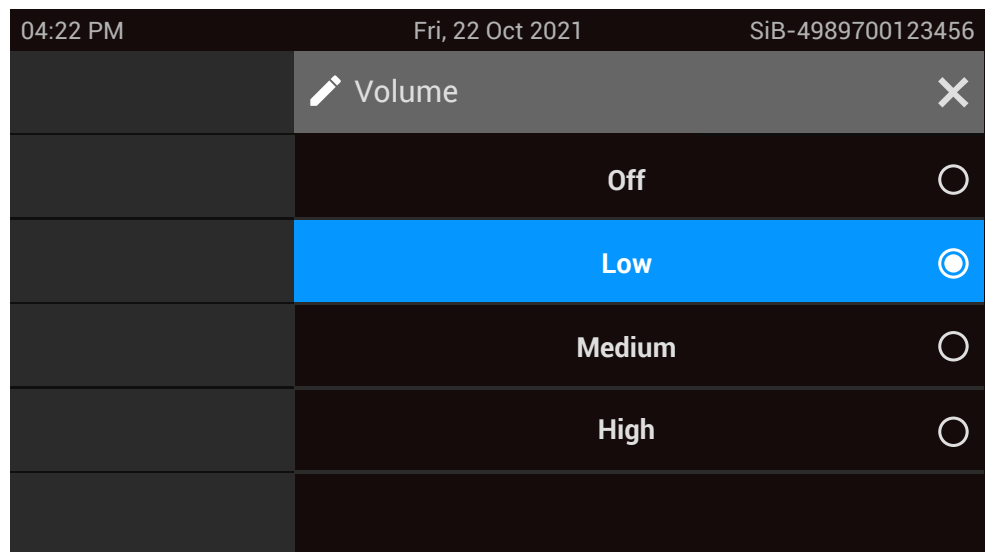 04:22 PM Fri, 22 Oct 2021 SiB-4989700123456
Volume
Off
Low
Medium
High